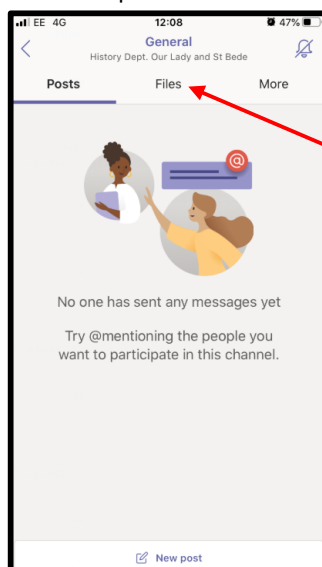 EE 4G 12:08 47%
General
History Dept. Our Lady and St Bede
Posts Files More
@
No one has sent any messages yet
Try @mentioning the people you
want to participate in this channel.
New post